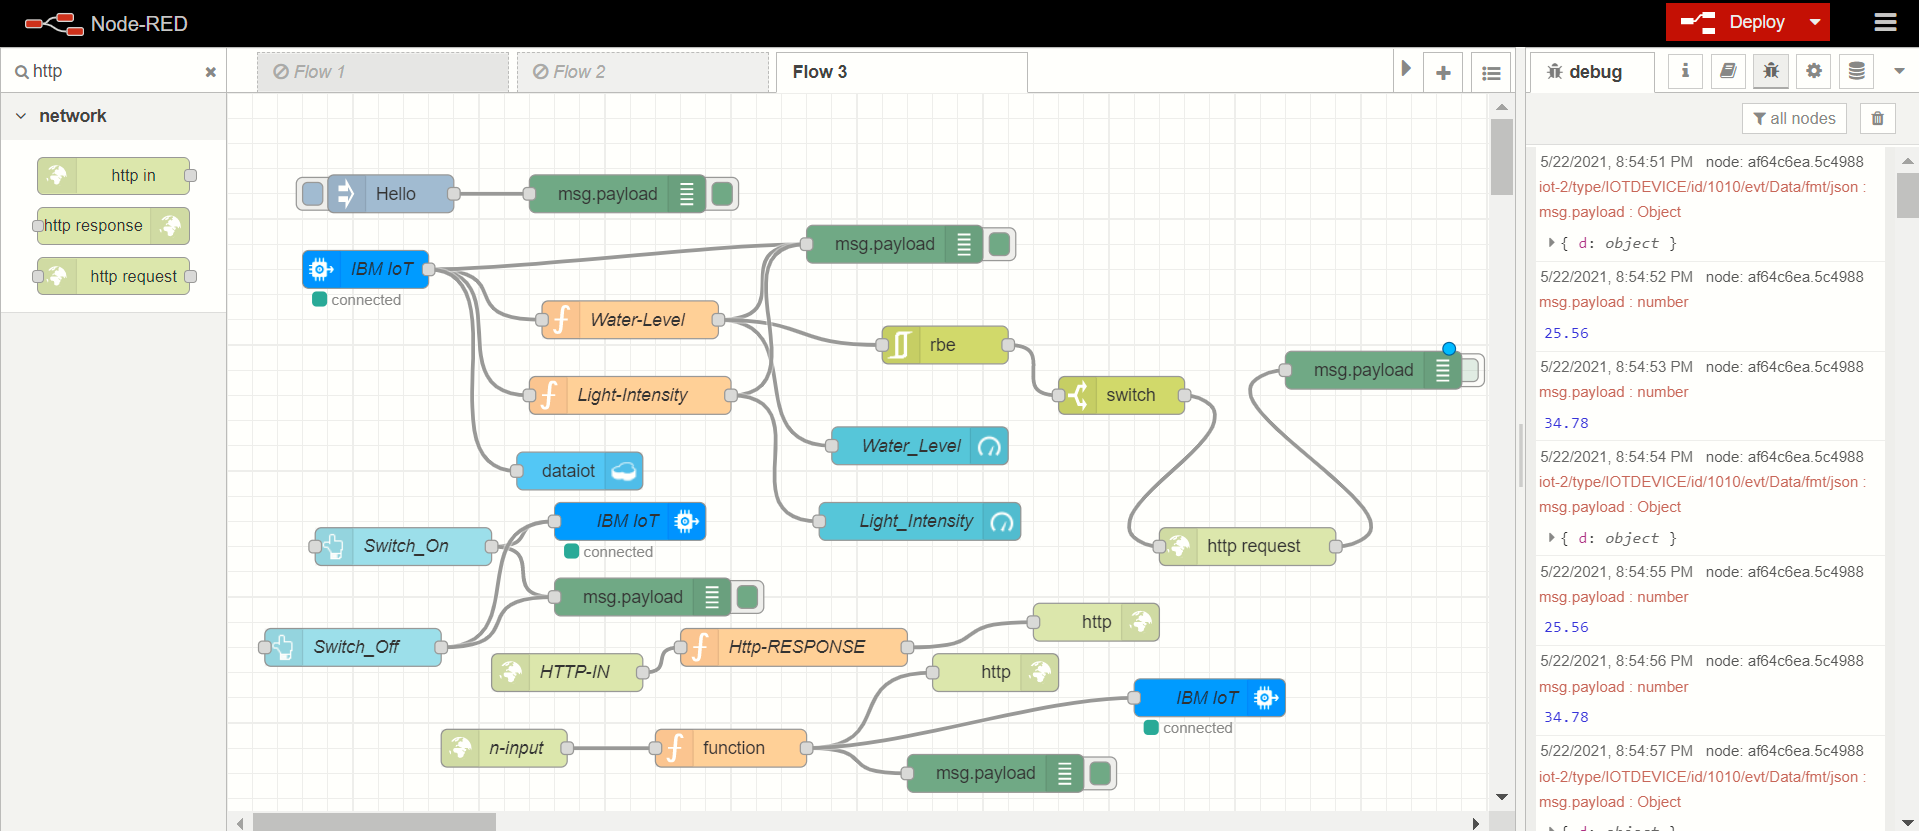 Node-RED
Deploy
http
network
http in
http response
http request
Flow 1
Flow 2
Flow 3
Hello
msg.payload
IBM IoT
connected
msg.payload
Water-Level
rbe
Light-Intensity
switch
msg.payload
Water_Level
dataiot
Light_Intensity
IBM IoT
connected
Switch_On
http request
msg.payload
Switch_Off
Http-RESPONSE
http
HTTP-IN
http
IBM IoT
connected
n-input
function
msg.payload
debug
all nodes
5/22/2021, 8:54:51 PM node: af64c6ea.5c4988
iot-2/type/IOTDEVICE/id/1010/evt/Data/fmt/json :
msg.payload : Object
{ d: object }
5/22/2021, 8:54:52 PM node: af64c6ea.5c4988
msg.payload : number
25.56
5/22/2021, 8:54:53 PM node: af64c6ea.5c4988
msg.payload : number
34.78
5/22/2021, 8:54:54 PM node: af64c6ea.5c4988
iot-2/type/IOTDEVICE/id/1010/evt/Data/fmt/json :
msg.payload : Object
{ d: object }
5/22/2021, 8:54:55 PM node: af64c6ea.5c4988
msg.payload : number
25.56
5/22/2021, 8:54:56 PM node: af64c6ea.5c4988
msg.payload : number
34.78
5/22/2021, 8:54:57 PM node: af64c6ea.5c4988
iot-2/type/IOTDEVICE/id/1010/evt/Data/fmt/json :
msg.payload : Object